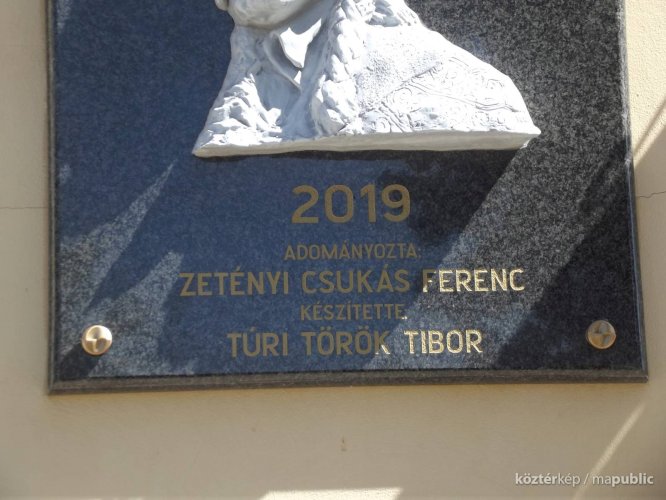 2019
ADOMÁNYOZTA:
ZETÉNYI CSUKÁS FERENC
KÉSZÍTETTE:
TÚRI TÖRÖK TIBOR
köztérkép / mapublic